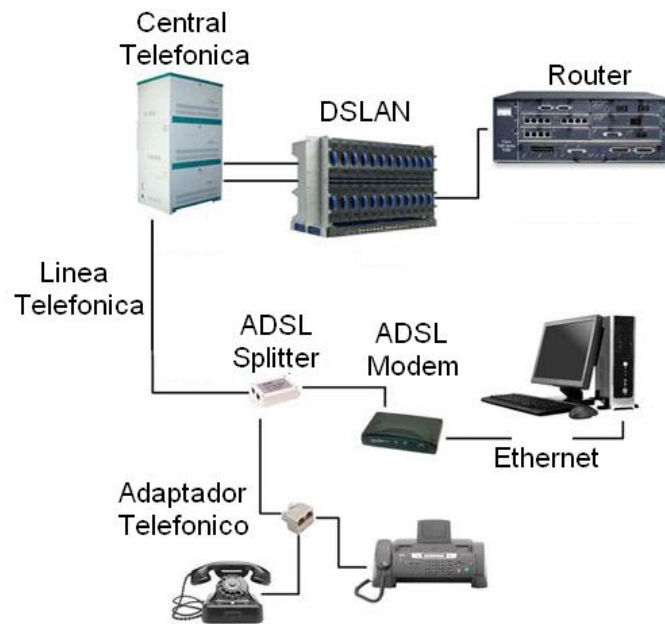 Central
Telefonica
DSLAN
Router
Linea
Telefonica
ADSL
Splitter
ADSL
Modem
Ethernet
Adaptador
Telefonico